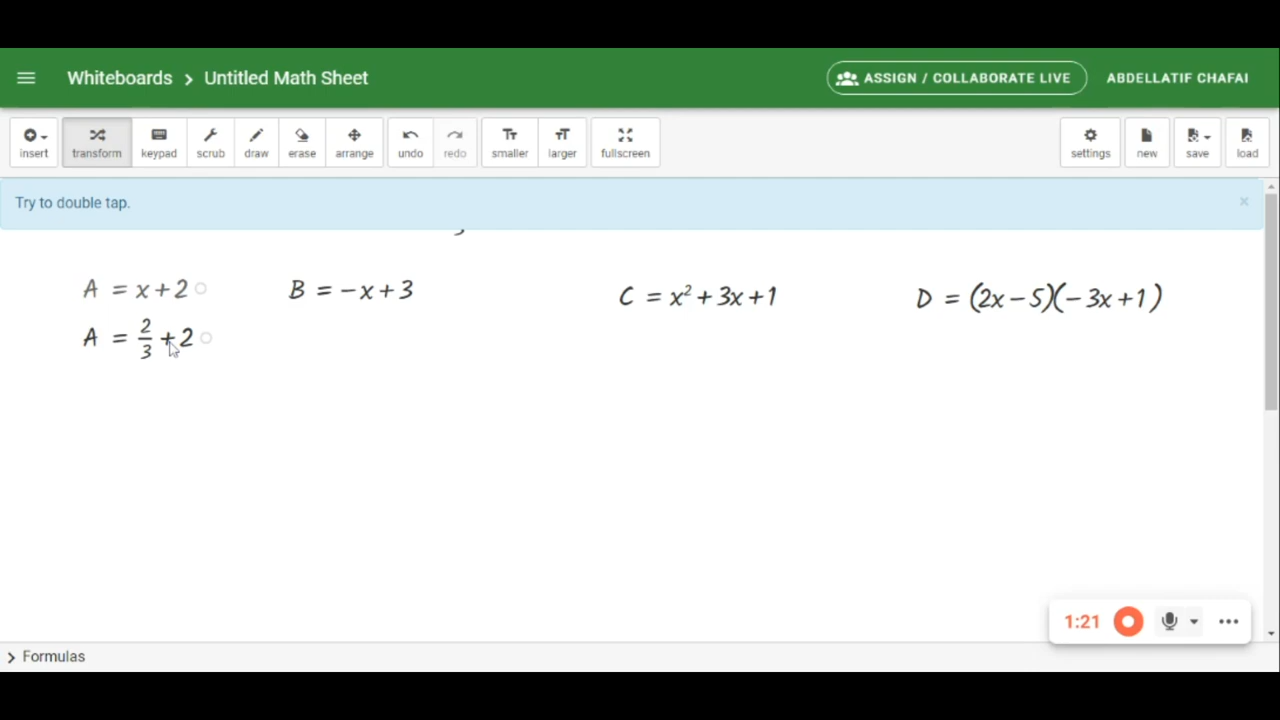 Whiteboards > Untitled Math Sheet ASSIGN / COLLABORATE LIVE ABDELLATIF CHAFAI
insert transform keypad scrub draw erase arrange undo redo smaller larger fullscreen settings new save load
Try to double tap. ×
A = x + 2 B = −x + 3 C = x² + 3x + 1 D = (2x − 5)(−3x + 1)
A = 2/3 + 2
1:21
> Formulas